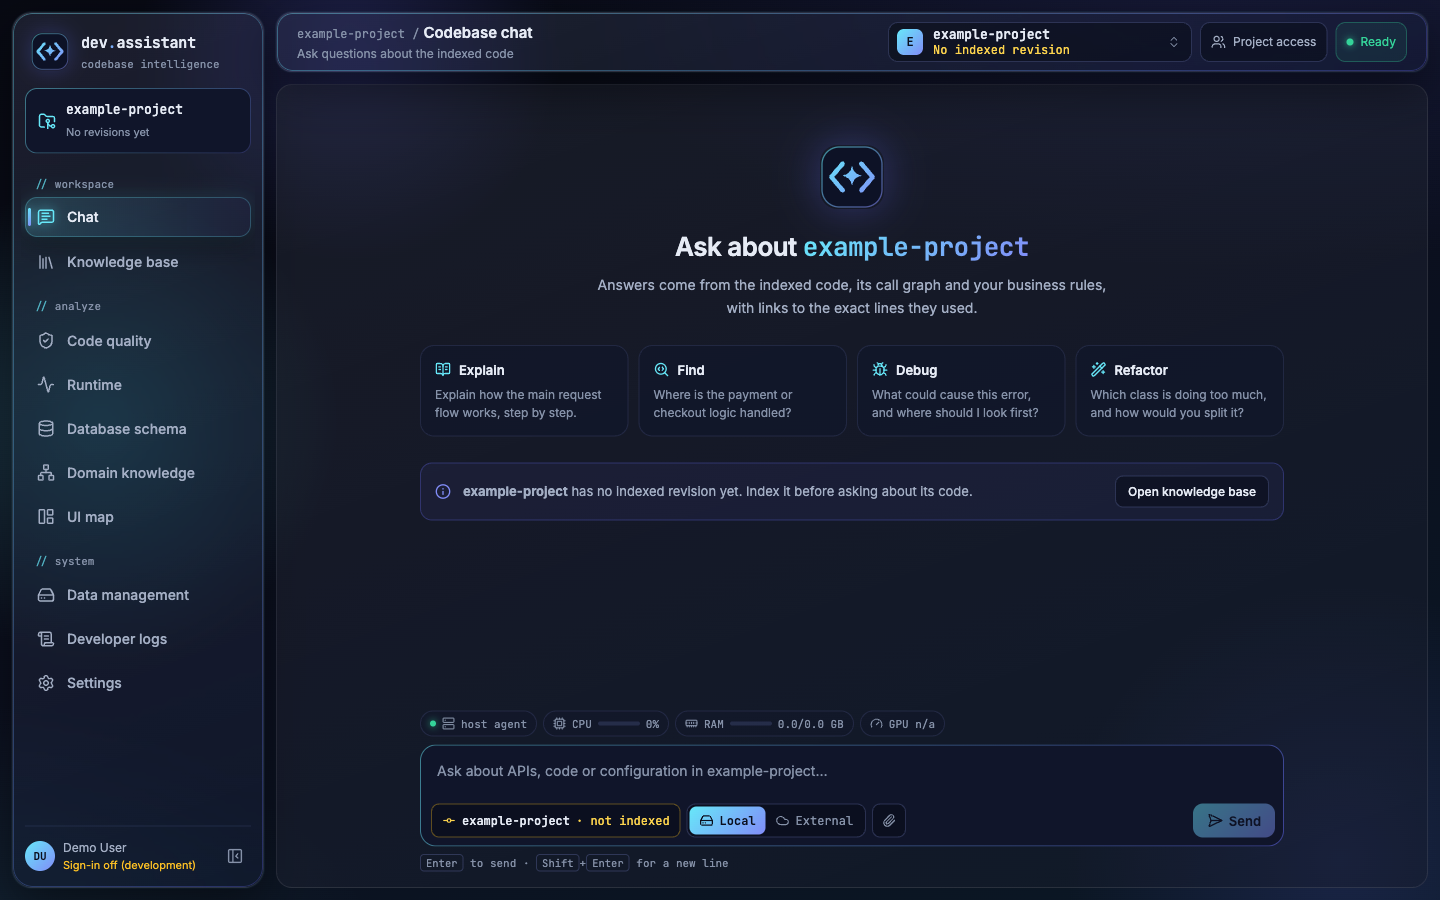 dev.assistant
codebase intelligence
example-project
No revisions yet
// workspace
Chat
Knowledge base
// analyze
Code quality
Runtime
Database schema
Domain knowledge
UI map
// system
Data management
Developer logs
Settings
DU
Demo User
Sign-in off (development)
example-project / Codebase chat
Ask questions about the indexed code
E
example-project
No indexed revision
Project access
Ready
Ask about example-project
Answers come from the indexed code, its call graph and your business rules,
with links to the exact lines they used.
Explain
Explain how the main request
flow works, step by step.
Find
Where is the payment or
checkout logic handled?
Debug
What could cause this error,
and where should I look first?
Refactor
Which class is doing too much,
and how would you split it?
example-project has no indexed revision yet. Index it before asking about its code.
Open knowledge base
host agent
CPU 0%
RAM 0.0/0.0 GB
GPU n/a
Ask about APIs, code or configuration in example-project...
example-project · not indexed
Local
External
Send
Enter to send · Shift+Enter for a new line